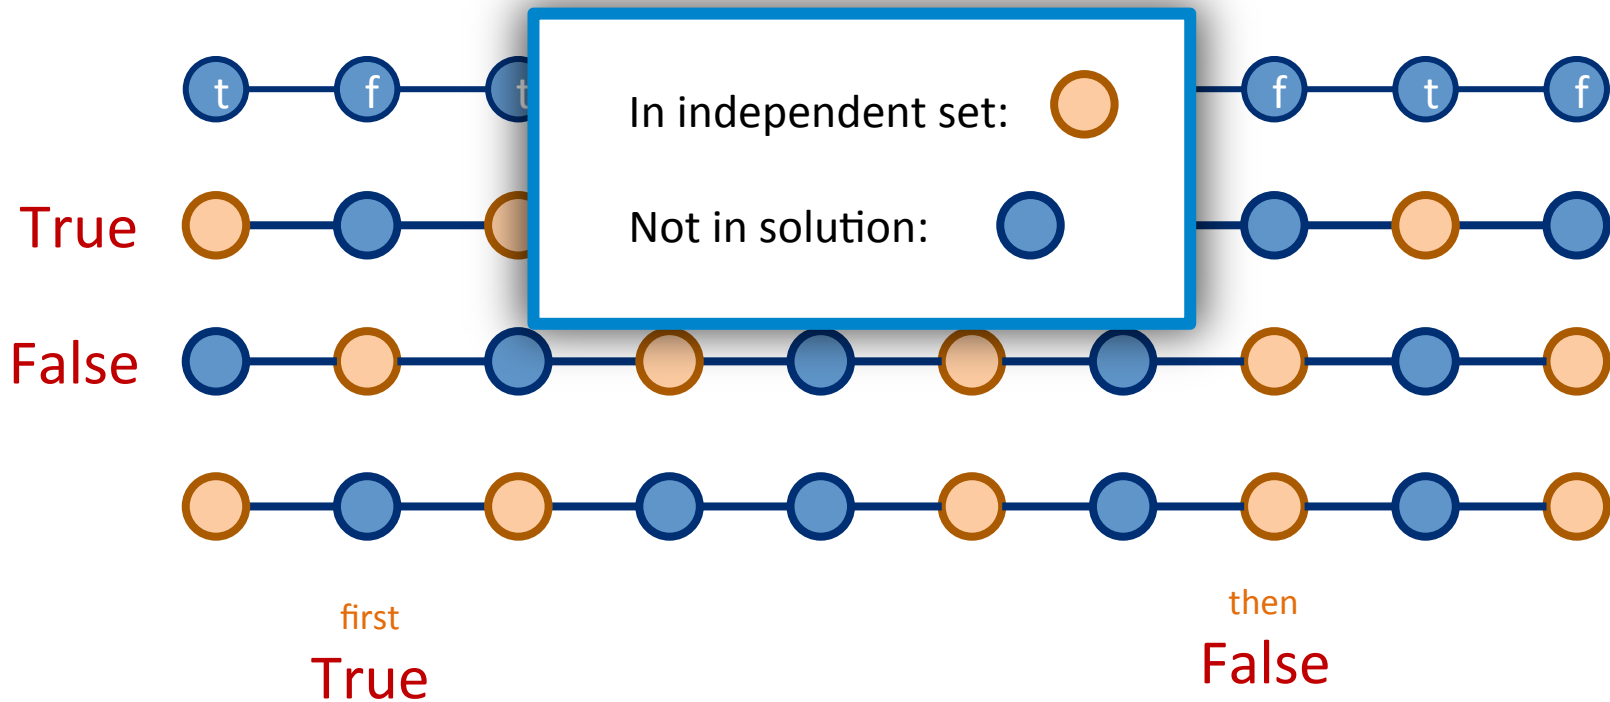 t f t f t f
In independent set:
True
Not in solution:
False
first then
True False